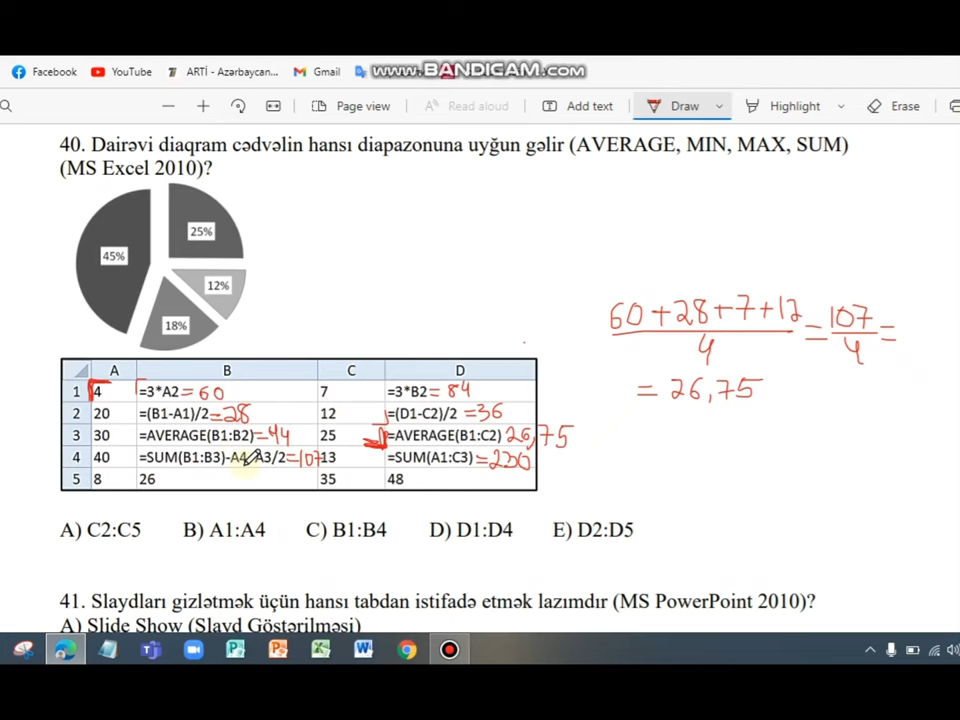 Facebook YouTube ARTİ - Azərbaycan... Gmail www.BANDICAM.com
Page view Read aloud Add text Draw Highlight Erase
40. Dairəvi diaqram cədvəlin hansı diapazonuna uyğun gəlir (AVERAGE, MIN, MAX, SUM)
(MS Excel 2010)?
25%
45%
12%
18%
60+28+7+12/4 = 107/4 =
= 26,75
A B C D
1 4 =3*A2 = 60 7 =3*B2 = 84
2 20 =(B1-A1)/2 = 28 12 =(D1-C2)/2 = 36
3 30 =AVERAGE(B1:B2) = 44 25 =AVERAGE(B1:C2) 26,75
4 40 =SUM(B1:B3)-A4+A3/2 = 107 13 =SUM(A1:C3) = 230
5 8 26 35 48
A) C2:C5 B) A1:A4 C) B1:B4 D) D1:D4 E) D2:D5
41. Slaydları gizlətmək üçün hansı tabdan istifadə etmək lazımdır (MS PowerPoint 2010)?
A) Slide Show (Slayd Göstərilməsi)